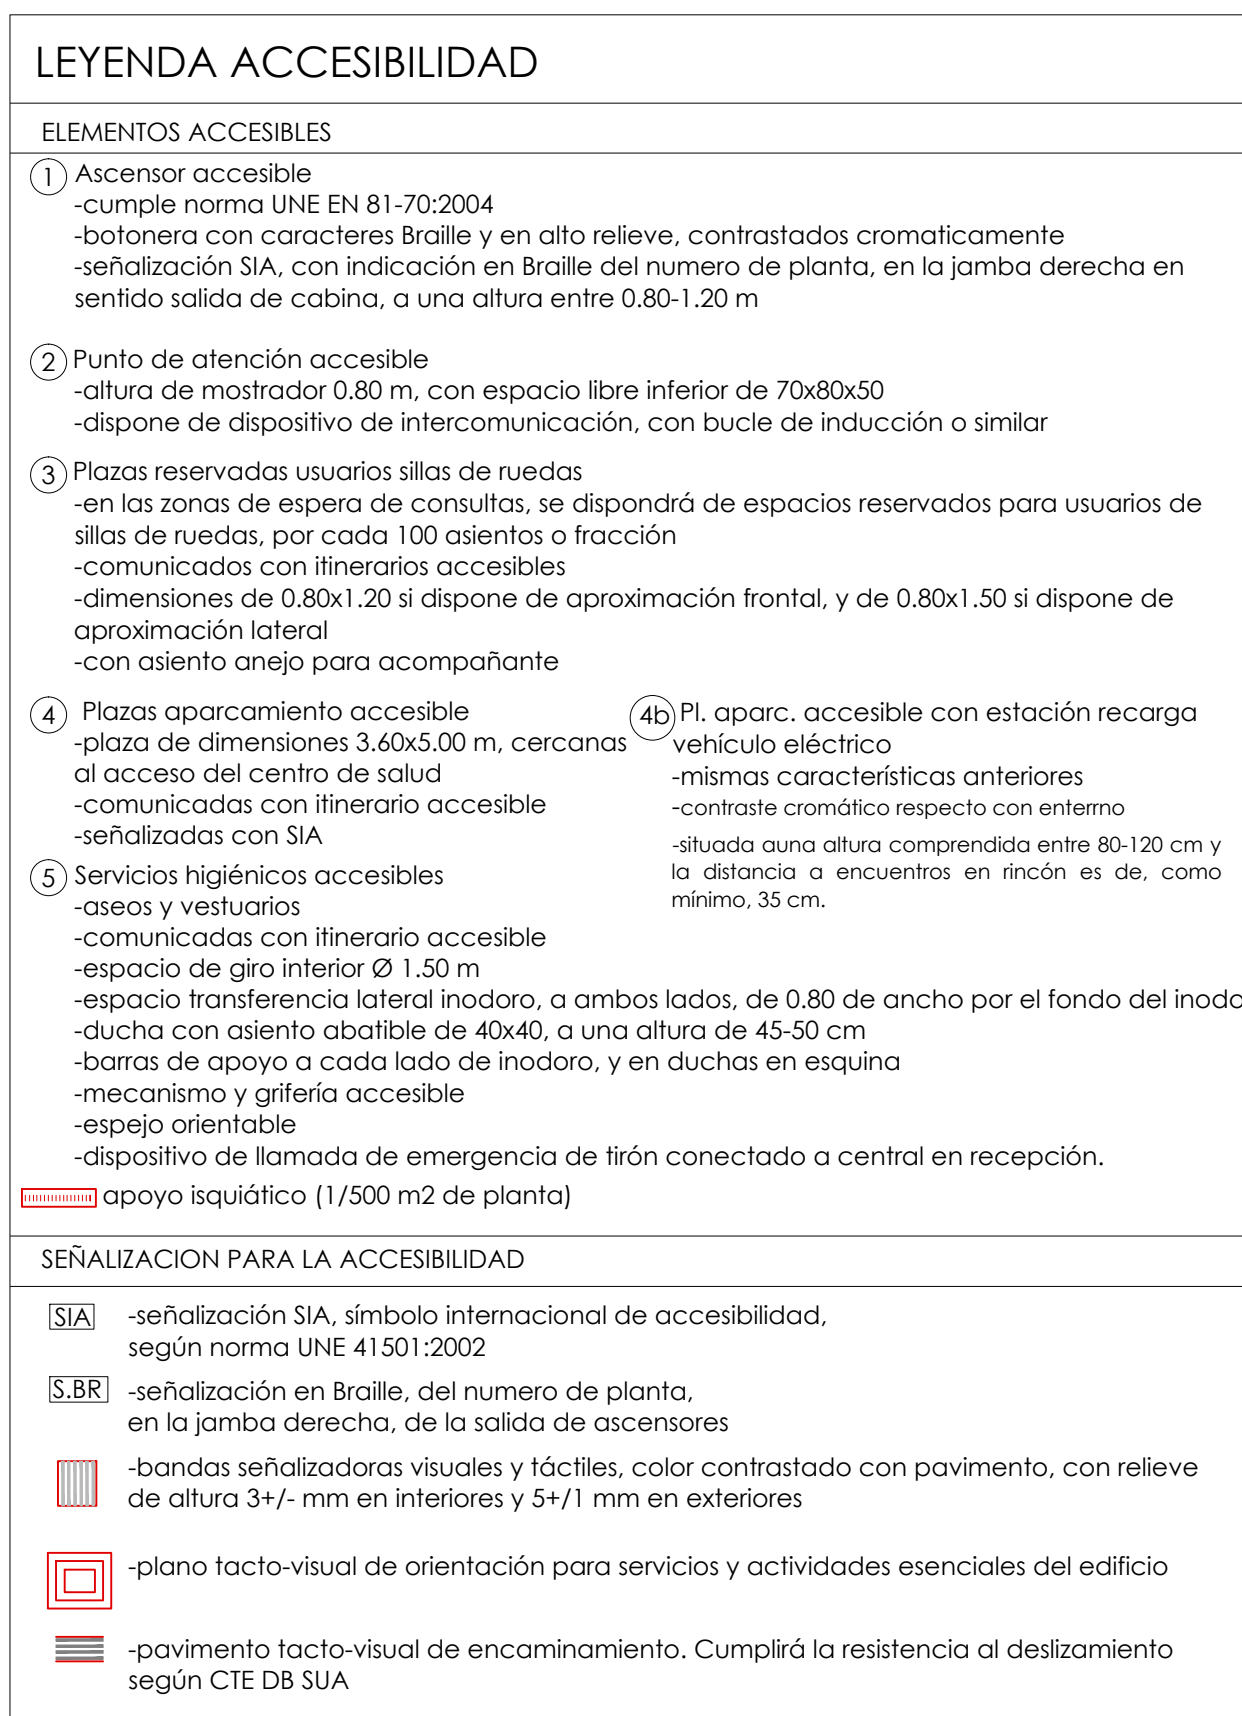 LEYENDA ACCESIBILIDAD
ELEMENTOS ACCESIBLES
1 Ascensor accesible
-cumple norma UNE EN 81-70:2004
-botonera con caracteres Braille y en alto relieve, contrastados cromaticamente
-señalización SIA, con indicación en Braille del numero de planta, en la jamba derecha en
sentido salida de cabina, a una altura entre 0.80-1.20 m
2 Punto de atención accesible
-altura de mostrador 0.80 m, con espacio libre inferior de 70x80x50
-dispone de dispositivo de intercomunicación, con bucle de inducción o similar
3 Plazas reservadas usuarios sillas de ruedas
-en las zonas de espera de consultas, se dispondrá de espacios reservados para usuarios de
sillas de ruedas, por cada 100 asientos o fracción
-comunicados con itinerarios accesibles
-dimensiones de 0.80x1.20 si dispone de aproximación frontal, y de 0.80x1.50 si dispone de
aproximación lateral
-con asiento anejo para acompañante
4 Plazas aparcamiento accesible
-plaza de dimensiones 3.60x5.00 m, cercanas
al acceso del centro de salud
-comunicadas con itinerario accesible
-señalizadas con SIA
4b Pl. aparc. accesible con estación recarga
vehículo eléctrico
-mismas características anteriores
-contraste cromático respecto con enterrno
-situada auna altura comprendida entre 80-120 cm y
la distancia a encuentros en rincón es de, como
mínimo, 35 cm.
5 Servicios higiénicos accesibles
-aseos y vestuarios
-comunicadas con itinerario accesible
-espacio de giro interior Ø 1.50 m
-espacio transferencia lateral inodoro, a ambos lados, de 0.80 de ancho por el fondo del inodo
-ducha con asiento abatible de 40x40, a una altura de 45-50 cm
-barras de apoyo a cada lado de inodoro, y en duchas en esquina
-mecanismo y grifería accesible
-espejo orientable
-dispositivo de llamada de emergencia de tirón conectado a central en recepción.
apoyo isquiático (1/500 m2 de planta)
SEÑALIZACION PARA LA ACCESIBILIDAD
SIA -señalización SIA, símbolo internacional de accesibilidad,
según norma UNE 41501:2002
S.BR -señalización en Braille, del numero de planta,
en la jamba derecha, de la salida de ascensores
-bandas señalizadoras visuales y táctiles, color contrastado con pavimento, con relieve
de altura 3+/- mm en interiores y 5+/1 mm en exteriores
-plano tacto-visual de orientación para servicios y actividades esenciales del edificio
-pavimento tacto-visual de encaminamiento. Cumplirá la resistencia al deslizamiento
según CTE DB SUA